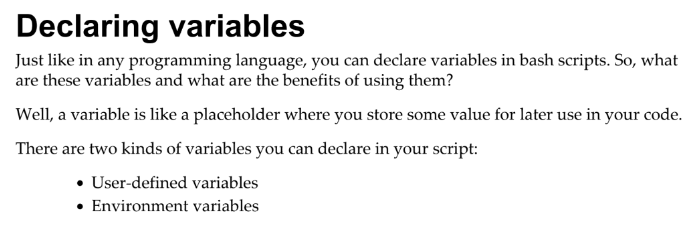 Declaring variables
Just like in any programming language, you can declare variables in bash scripts. So, what
are these variables and what are the benefits of using them?
Well, a variable is like a placeholder where you store some value for later use in your code.
There are two kinds of variables you can declare in your script:
• User-defined variables
• Environment variables